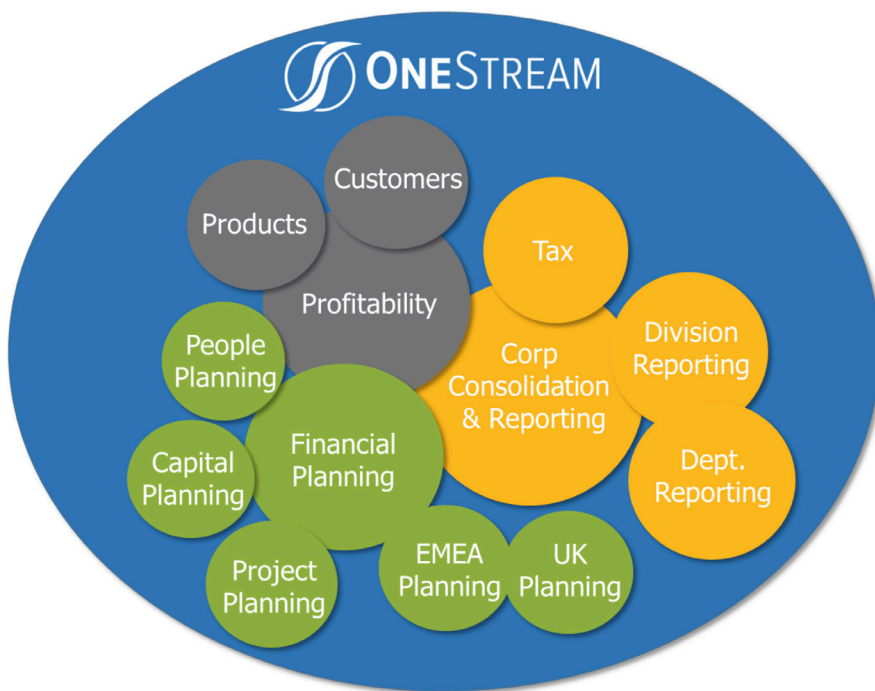 ONESTREAM
Customers
Products
Tax
Profitability
Division
Reporting
People
Planning
Corp
Consolidation
& Reporting
Financial
Planning
Capital
Planning
Dept.
Reporting
Project
Planning
EMEA
Planning
UK
Planning